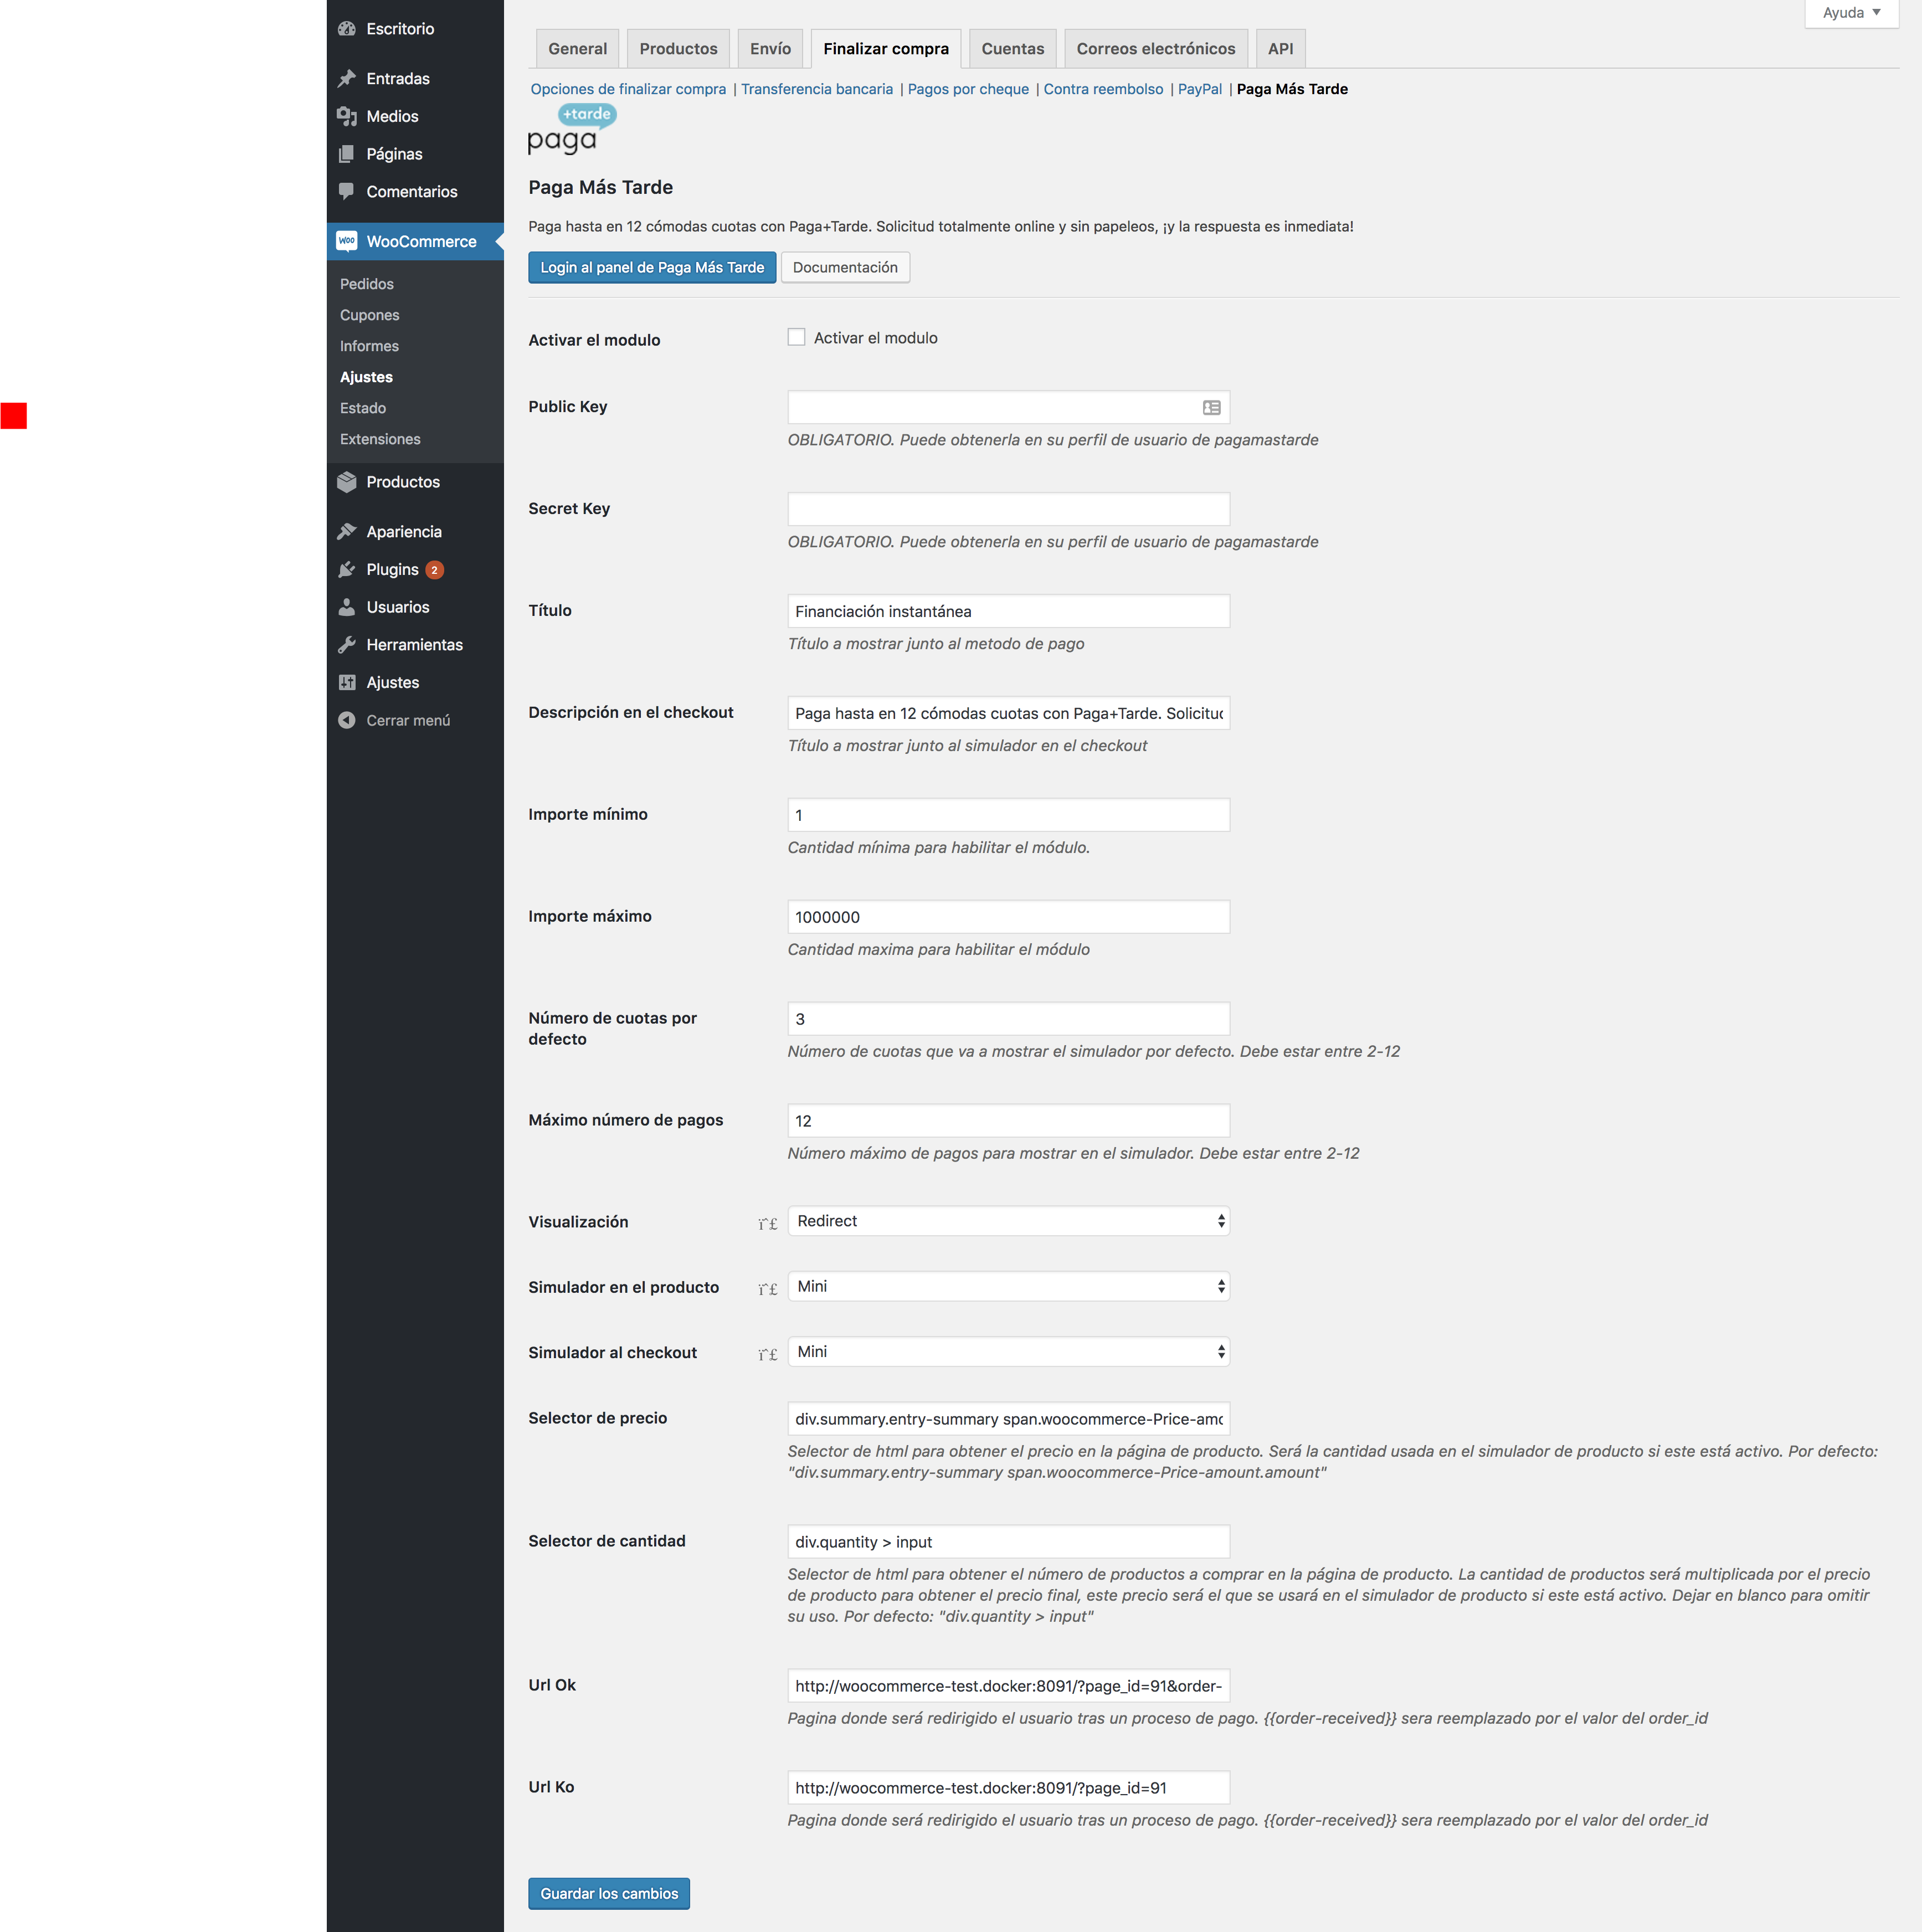 Escritorio
Entradas
Medios
Páginas
Comentarios
WooCommerce
Pedidos
Cupones
Informes
Ajustes
Estado
Extensiones
Productos
Apariencia
Plugins 2
Usuarios
Herramientas
Ajustes
Cerrar menú
Ayuda
General Productos Envío Finalizar compra Cuentas Correos electrónicos API
Opciones de finalizar compra | Transferencia bancaria | Pagos por cheque | Contra reembolso | PayPal | Paga Más Tarde
+tarde
paga
Paga Más Tarde
Paga hasta en 12 cómodas cuotas con Paga+Tarde. Solicitud totalmente online y sin papeleos, ¡y la respuesta es inmediata!
Login al panel de Paga Más Tarde Documentación
Activar el modulo Activar el modulo
Public Key
OBLIGATORIO. Puede obtenerla en su perfil de usuario de pagamastarde
Secret Key
OBLIGATORIO. Puede obtenerla en su perfil de usuario de pagamastarde
Título Financiación instantánea
Título a mostrar junto al metodo de pago
Descripción en el checkout Paga hasta en 12 cómodas cuotas con Paga+Tarde. Solicituc
Título a mostrar junto al simulador en el checkout
Importe mínimo 1
Cantidad mínima para habilitar el módulo.
Importe máximo 1000000
Cantidad maxima para habilitar el módulo
Número de cuotas por defecto 3
Número de cuotas que va a mostrar el simulador por defecto. Debe estar entre 2-12
Máximo número de pagos 12
Número máximo de pagos para mostrar en el simulador. Debe estar entre 2-12
Visualización ï£ Redirect
Simulador en el producto ï£ Mini
Simulador al checkout ï£ Mini
Selector de precio div.summary.entry-summary span.woocommerce-Price-amo
Selector de html para obtener el precio en la página de producto. Será la cantidad usada en el simulador de producto si este está activo. Por defecto:
"div.summary.entry-summary span.woocommerce-Price-amount.amount"
Selector de cantidad div.quantity > input
Selector de html para obtener el número de productos a comprar en la página de producto. La cantidad de productos será multiplicada por el precio
de producto para obtener el precio final, este precio será el que se usará en el simulador de producto si este está activo. Dejar en blanco para omitir
su uso. Por defecto: "div.quantity > input"
Url Ok http://woocommerce-test.docker:8091/?page_id=91&order-
Pagina donde será redirigido el usuario tras un proceso de pago. {{order-received}} sera reemplazado por el valor del order_id
Url Ko http://woocommerce-test.docker:8091/?page_id=91
Pagina donde será redirigido el usuario tras un proceso de pago. {{order-received}} sera reemplazado por el valor del order_id
Guardar los cambios